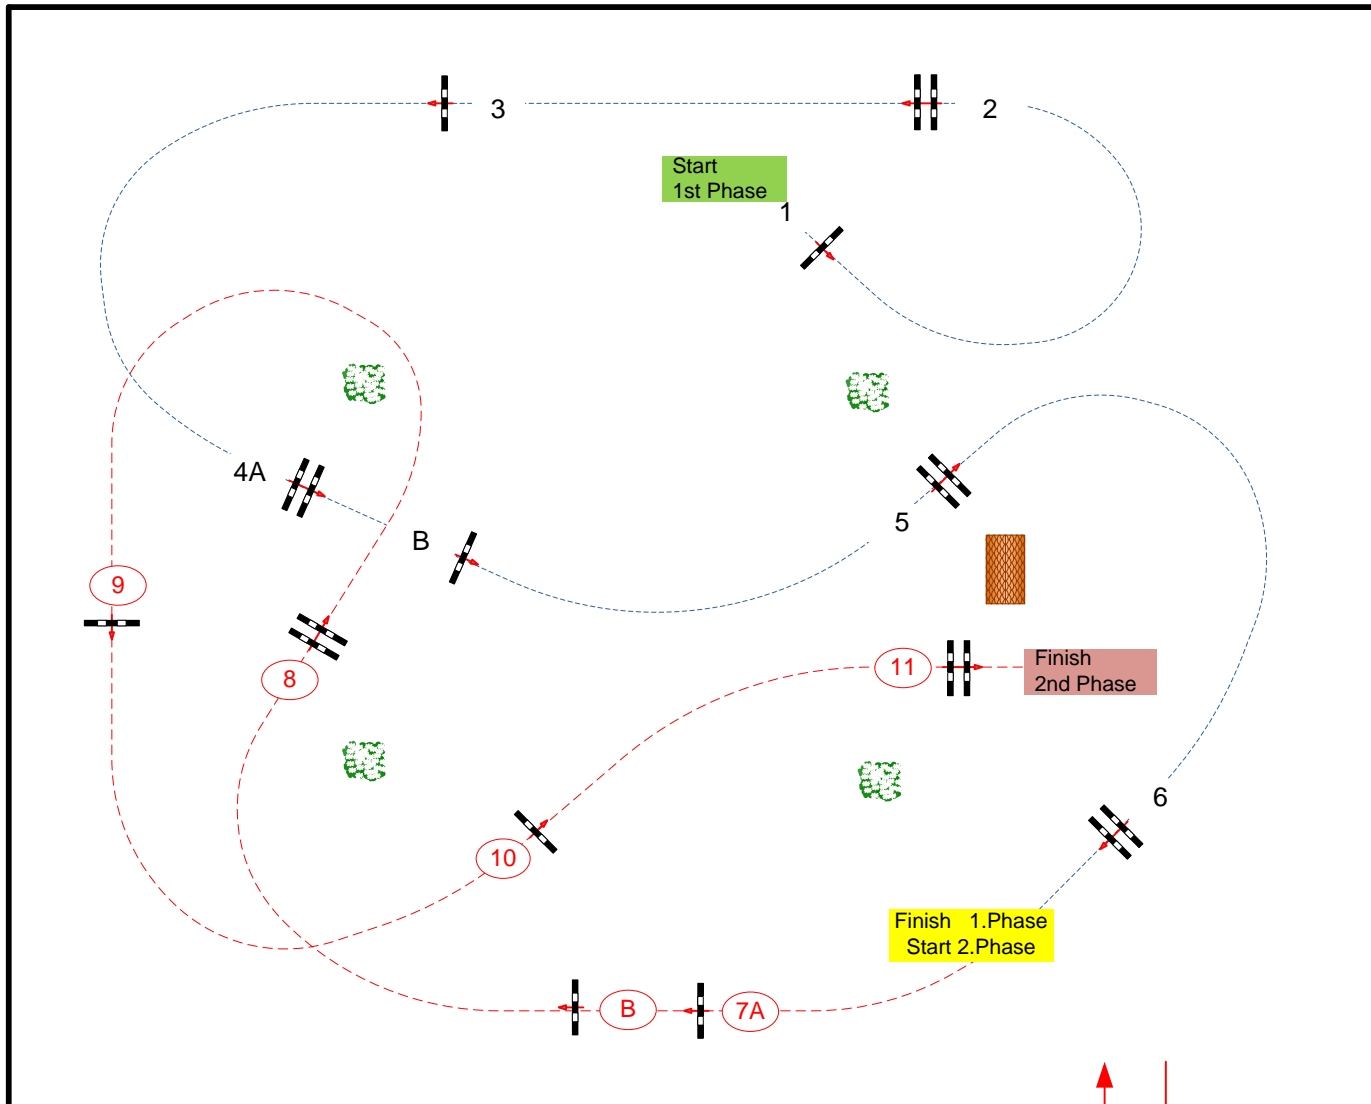 3
2
Start
1st Phase
1
4A
B
5
9
8
11
Finish
2nd Phase
6
10
Finish 1.Phase
Start 2.Phase
B
7A